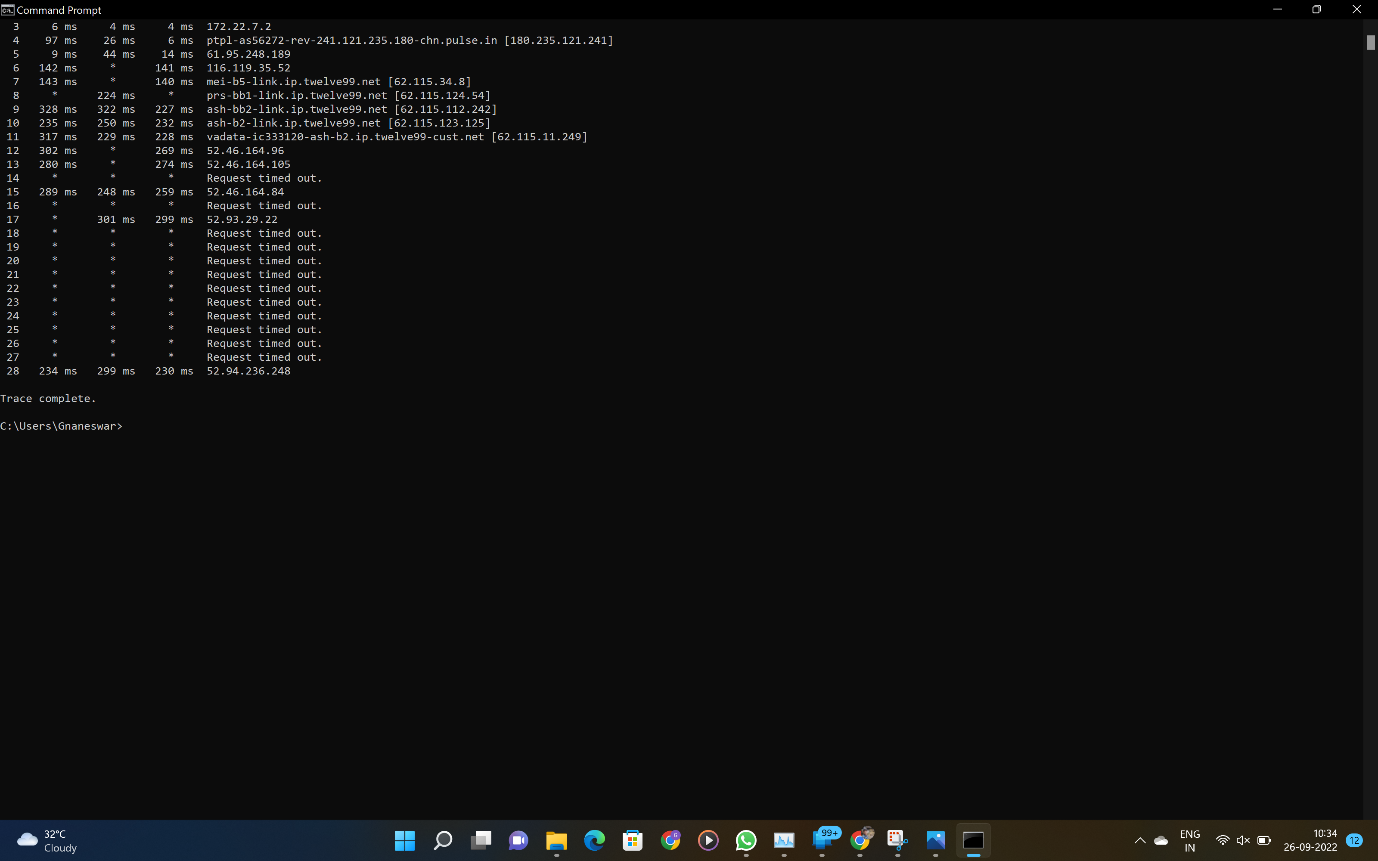 Command Prompt
3 6 ms 4 ms 4 ms 172.22.7.2
4 97 ms 26 ms 6 ms ptpl-as56272-rev-241.121.235.180-chn.pulse.in [180.235.121.241]
5 9 ms 44 ms 14 ms 61.95.248.189
6 142 ms * 141 ms 116.119.35.52
7 143 ms * 140 ms mei-b5-link.ip.twelve99.net [62.115.34.8]
8 * 224 ms * prs-bb1-link.ip.twelve99.net [62.115.124.54]
9 328 ms 322 ms 227 ms ash-bb2-link.ip.twelve99.net [62.115.112.242]
10 235 ms 250 ms 232 ms ash-b2-link.ip.twelve99.net [62.115.123.125]
11 317 ms 229 ms 228 ms vadata-ic333120-ash-b2.ip.twelve99-cust.net [62.115.11.249]
12 302 ms * 269 ms 52.46.164.96
13 280 ms * 274 ms 52.46.164.105
14 * * * Request timed out.
15 289 ms 248 ms 259 ms 52.46.164.84
16 * * * Request timed out.
17 * 301 ms 299 ms 52.93.29.22
18 * * * Request timed out.
19 * * * Request timed out.
20 * * * Request timed out.
21 * * * Request timed out.
22 * * * Request timed out.
23 * * * Request timed out.
24 * * * Request timed out.
25 * * * Request timed out.
26 * * * Request timed out.
27 * * * Request timed out.
28 234 ms 299 ms 230 ms 52.94.236.248
Trace complete.
C:\Users\Gnaneswar>
32°C
Cloudy
99+
ENG
IN
10:34
26-09-2022
12